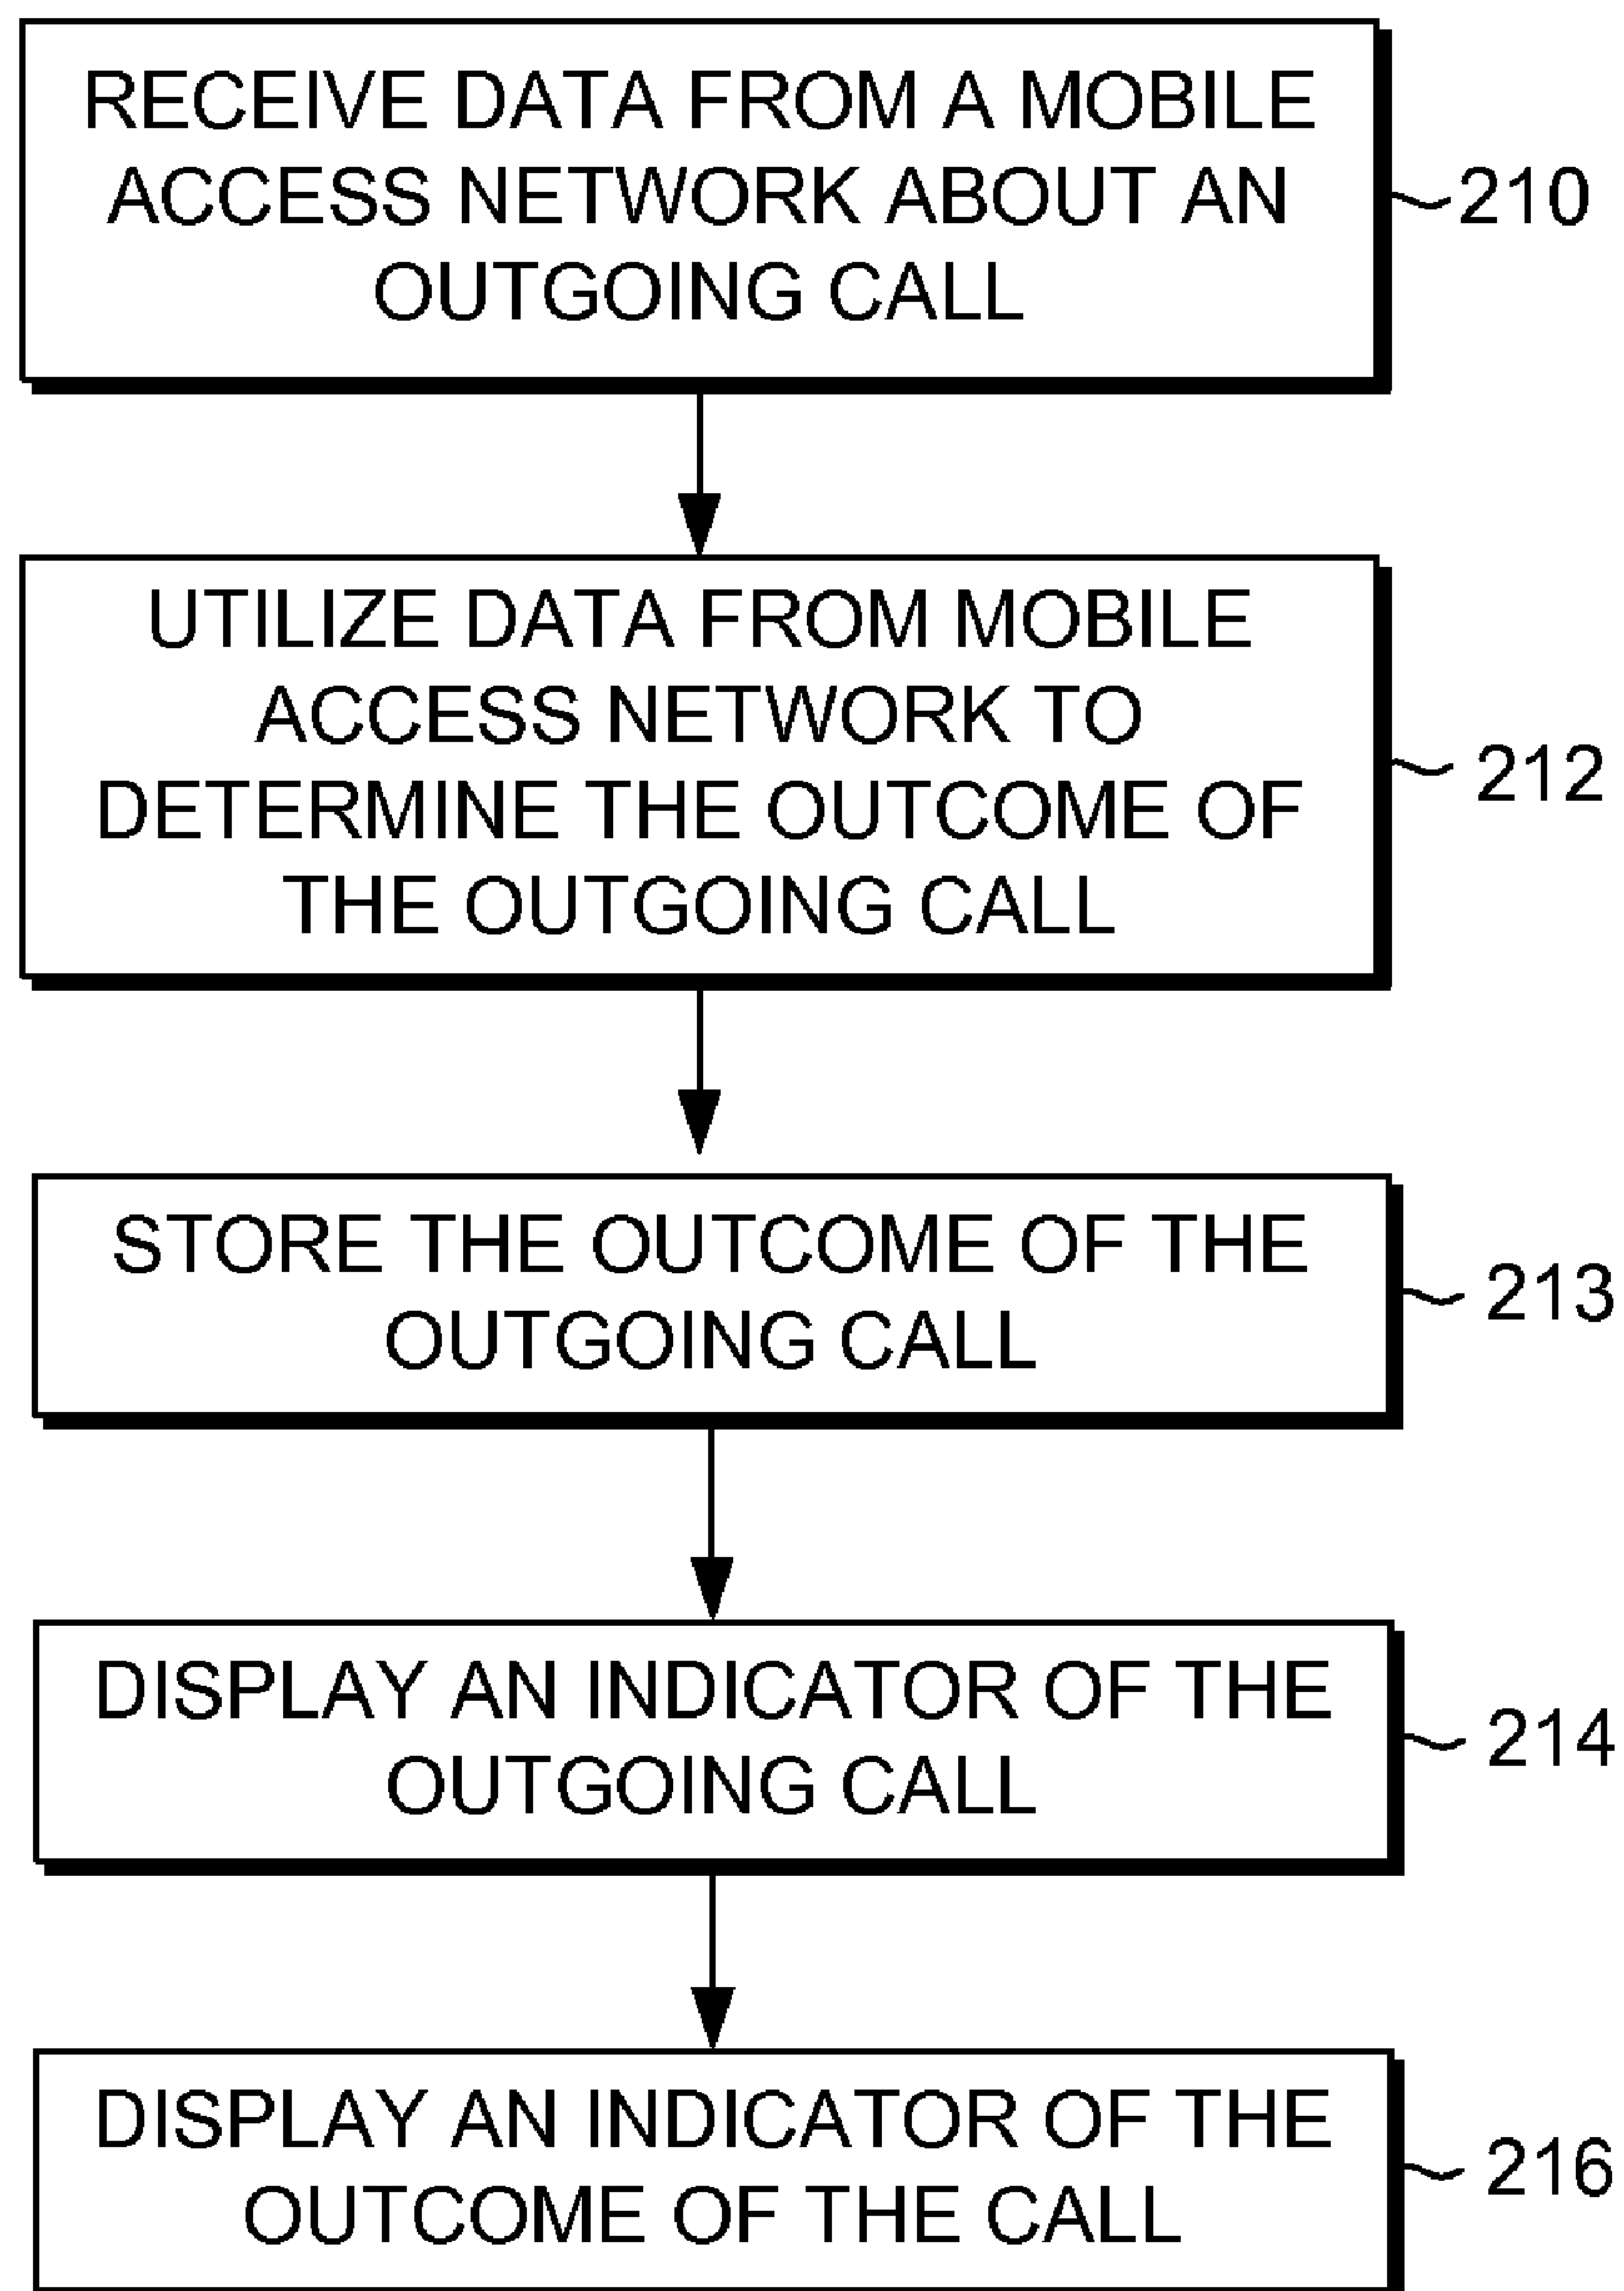 RECEIVE DATA FROM A MOBILE
ACCESS NETWORK ABOUT AN
OUTGOING CALL
210
UTILIZE DATA FROM MOBILE
ACCESS NETWORK TO
DETERMINE THE OUTCOME OF
THE OUTGOING CALL
212
STORE THE OUTCOME OF THE
OUTGOING CALL
213
DISPLAY AN INDICATOR OF THE
OUTGOING CALL
214
DISPLAY AN INDICATOR OF THE
OUTCOME OF THE CALL
216